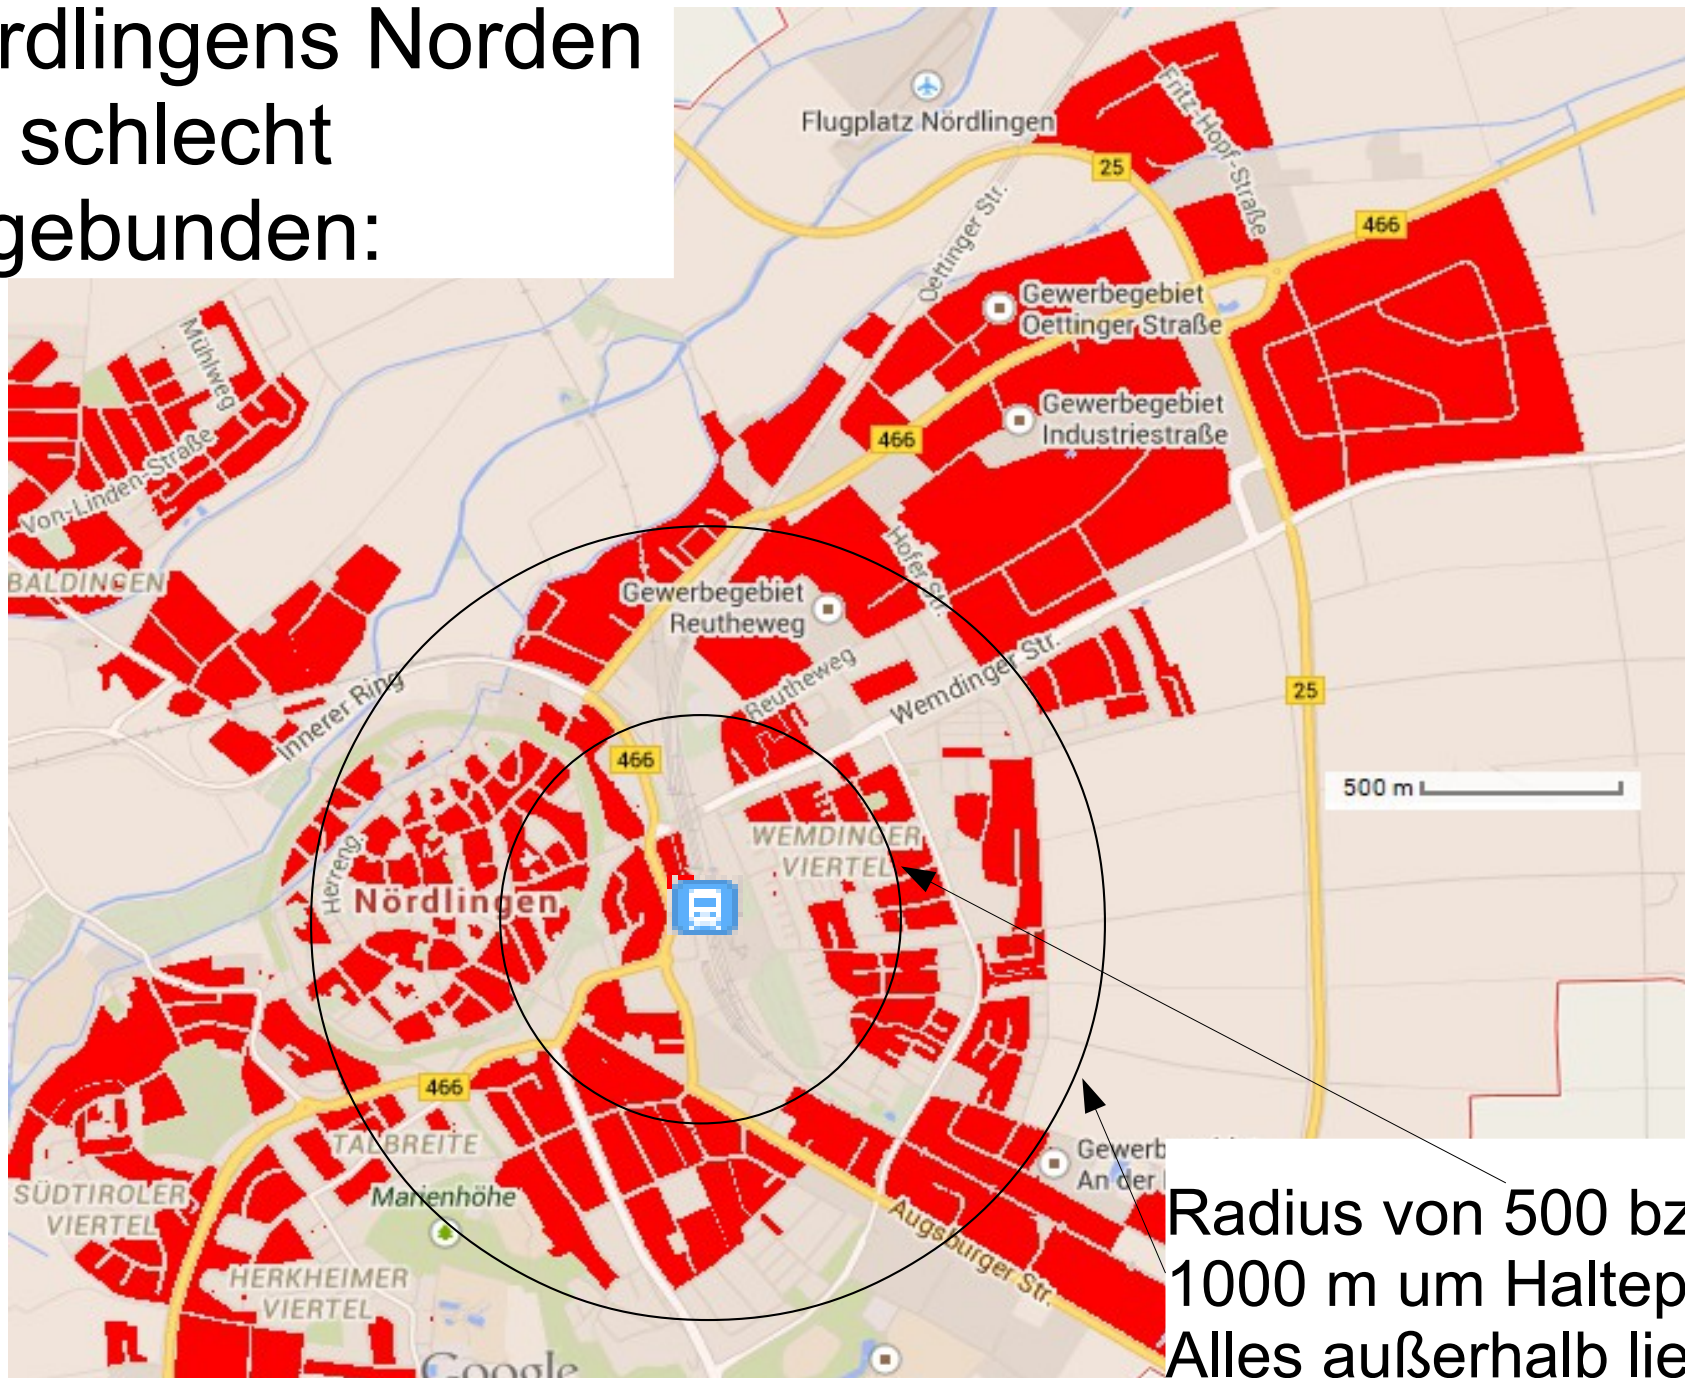 rdlingens Norden
schlecht
gebunden:
Flugplatz Nördlingen
Fritz-Hopf-Straße
25
466
Oettinger Str.
Gewerbegebiet
Oettinger Straße
Mühlweg
Gewerbegebiet
Industriestraße
466
Von-Linden-Straße
Hofer Str.
BALDINGEN
Gewerbegebiet
Reutheweg
Reutheweg
Wemdinger Str.
25
Innerer Ring
466
500 m
WEMDINGER
VIERTEL
Herreng.
Nördlingen
466
TALBREITE
Gewerb
An der
SÜDTIROLER
VIERTEL
Marienhöhe
Augsburger Str.
HERKHEIMER
VIERTEL
Google
Radius von 500 bz
1000 m um Haltep
Alles außerhalb lie